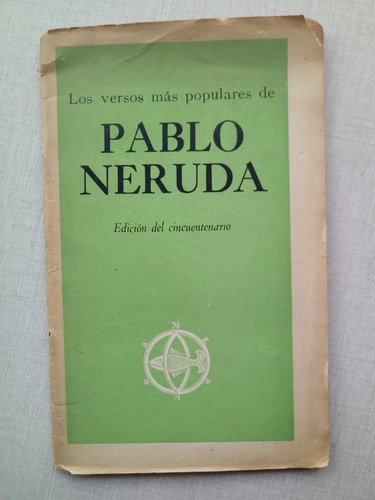 Los versos más populares de
PABLO
NERUDA
Edición del cincuentenario